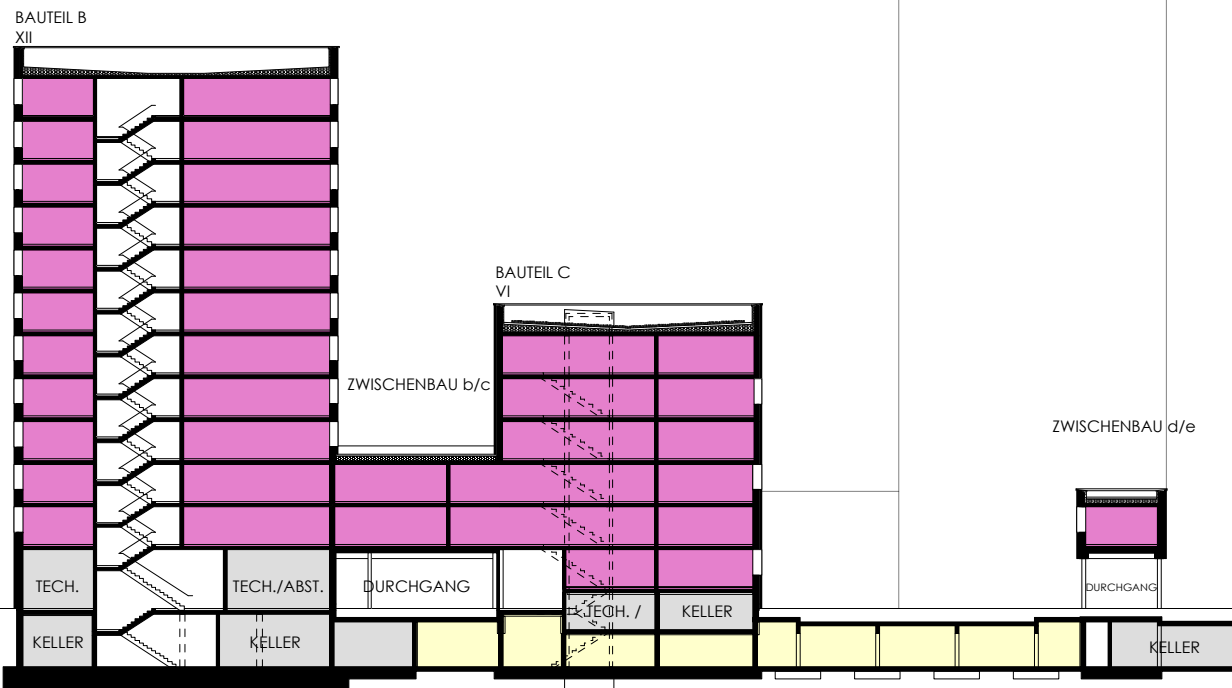 BAUTEIL B
XII
BAUTEIL C
VI
ZWISCHENBAU b/c
ZWISCHENBAU d/e
TECH.
TECH./ABST.
DURCHGANG
DURCHGANG
TECH. /
KELLER
KELLER
KELLER
KELLER